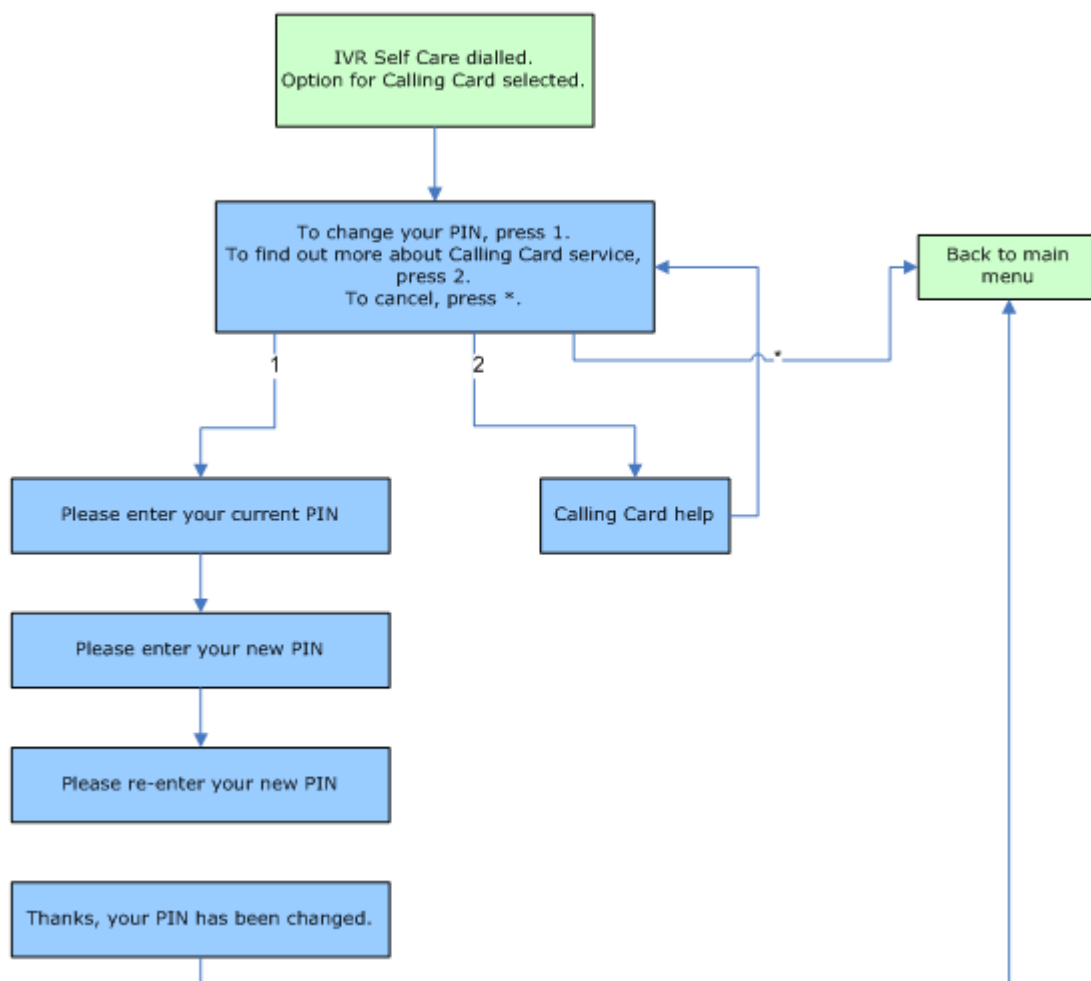 IVR Self Care dialled.
Option for Calling Card selected.
To change your PIN, press 1.
To find out more about Calling Card service,
press 2.
To cancel, press *.
Back to main
menu
1
2
*
Please enter your current PIN
Calling Card help
Please enter your new PIN
Please re-enter your new PIN
Thanks, your PIN has been changed.